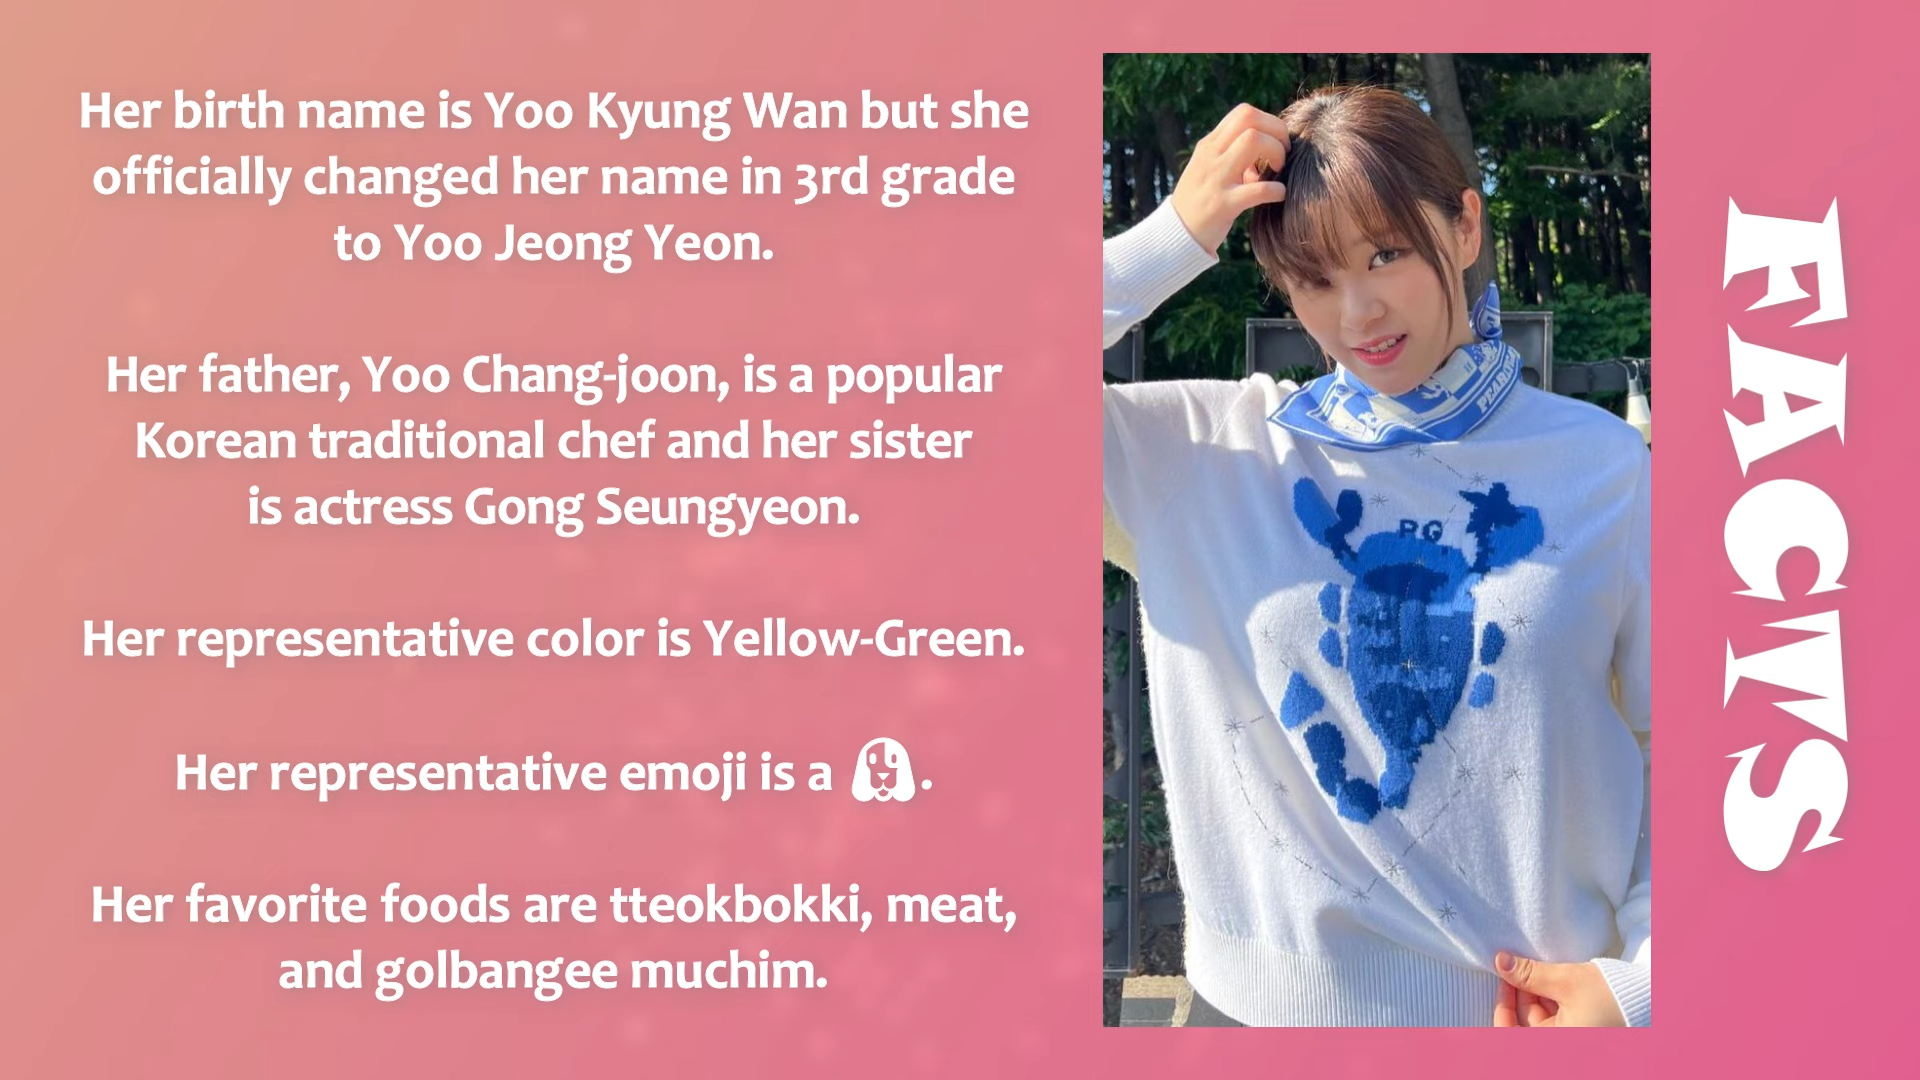 Her birth name is Yoo Kyung Wan but she
officially changed her name in 3rd grade
to Yoo Jeong Yeon.
Her father, Yoo Chang-joon, is a popular
Korean traditional chef and her sister
is actress Gong Seungyeon.
Her representative color is Yellow-Green.
Her representative emoji is a 🐶.
Her favorite foods are tteokbokki, meat,
and golbangee muchim.
RG
FACTS